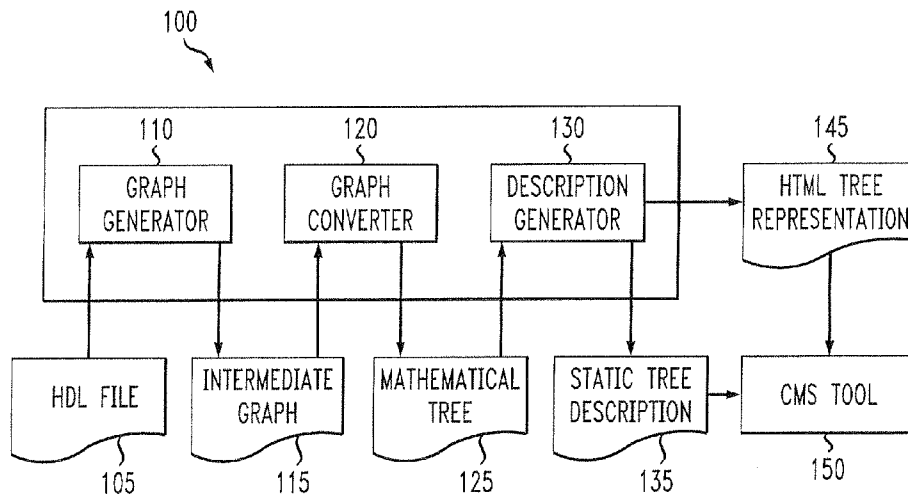 100
110
120
130
145
GRAPH
GENERATOR
GRAPH
CONVERTER
DESCRIPTION
GENERATOR
HTML TREE
REPRESENTATION
HDL FILE
INTERMEDIATE
GRAPH
MATHEMATICAL
TREE
STATIC TREE
DESCRIPTION
CMS TOOL
105
115
125
135
150